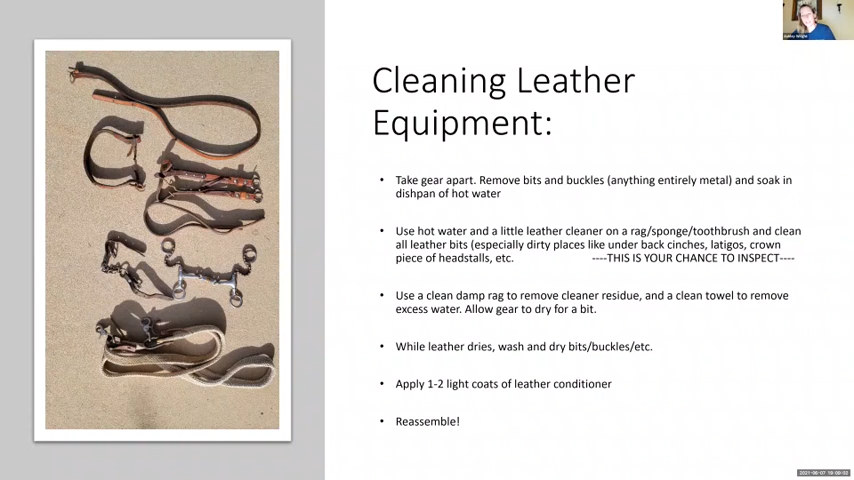 Cleaning Leather
Equipment:
• Take gear apart. Remove bits and buckles (anything entirely metal) and soak in
dishpan of hot water
• Use hot water and a little leather cleaner on a rag/sponge/toothbrush and clean
all leather bits (especially dirty places like under back cinches, latigos, crown
piece of headstalls, etc. ----THIS IS YOUR CHANCE TO INSPECT----
• Use a clean damp rag to remove cleaner residue, and a clean towel to remove
excess water. Allow gear to dry for a bit.
• While leather dries, wash and dry bits/buckles/etc.
• Apply 1-2 light coats of leather conditioner
• Reassemble!